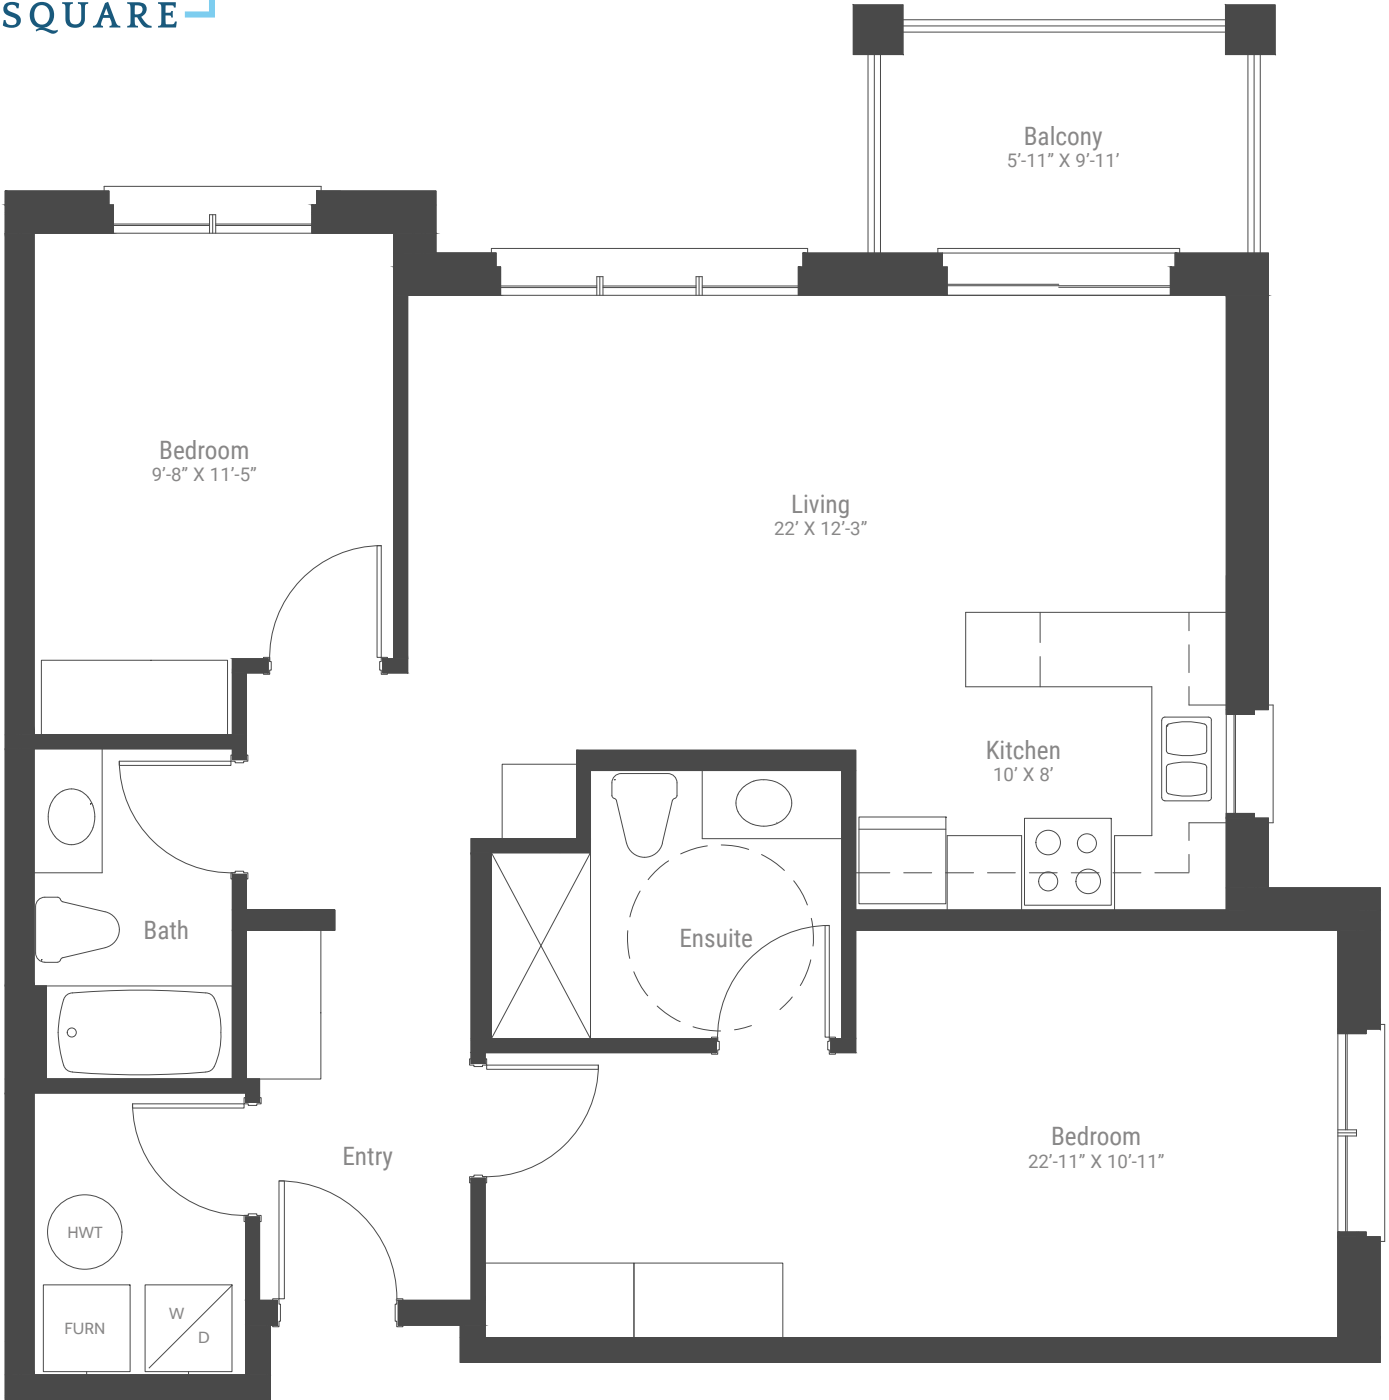 SQUARE
Balcony
5’-11” X 9’-11’
Bedroom
9’-8” X 11’-5”
Living
22’ X 12’-3”
Kitchen
10’ X 8’
Bath
Ensuite
Entry
Bedroom
22’-11” X 10’-11”
HWT
FURN
W
D